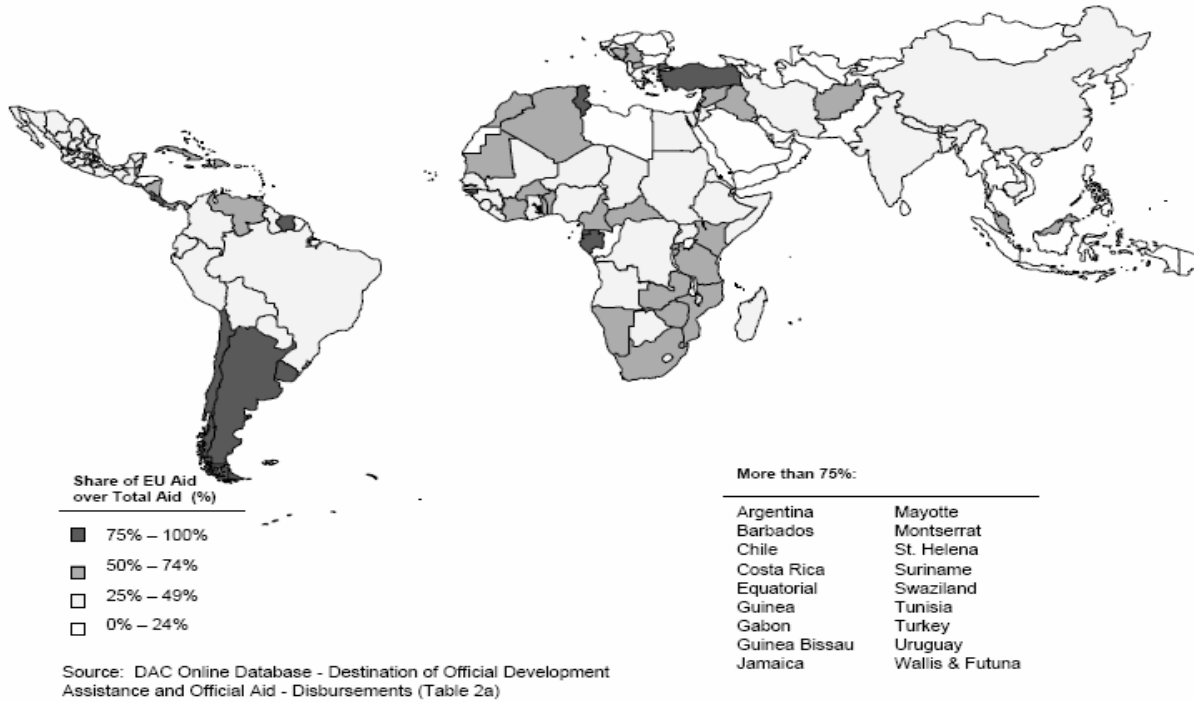 Share of EU Aid
over Total Aid (%)
75% – 100%
50% – 74%
25% – 49%
0% – 24%
Source: DAC Online Database - Destination of Official Development
Assistance and Official Aid - Disbursements (Table 2a)
More than 75%:
Argentina Mayotte
Barbados Montserrat
Chile St. Helena
Costa Rica Suriname
Equatorial Swaziland
Guinea Tunisia
Gabon Turkey
Guinea Bissau Uruguay
Jamaica Wallis & Futuna